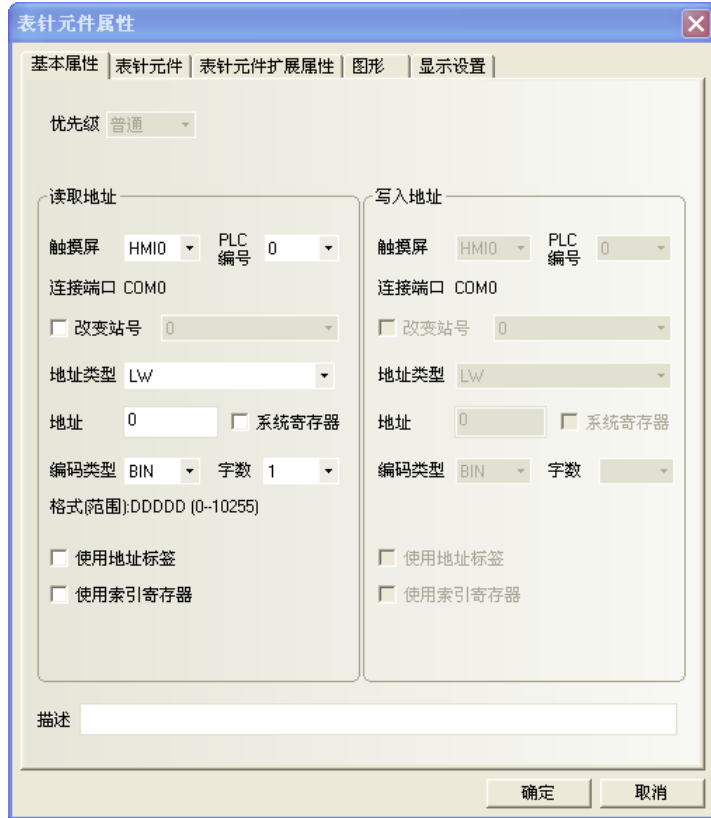 表针元件属性
基本属性 表针元件 表针元件扩展属性 图形 显示设置
优先级 普通
读取地址
触摸屏 HMI0 PLC编号 0
连接端口 COM0
改变站号 0
地址类型 LW
地址 0 系统寄存器
编码类型 BIN 字数 1
格式(范围):DDDDD (0--10255)
使用地址标签
使用索引寄存器
写入地址
触摸屏 HMI0 PLC编号 0
连接端口 COM0
改变站号 0
地址类型 LW
地址 0 系统寄存器
编码类型 BIN 字数
使用地址标签
使用索引寄存器
描述
确定 取消